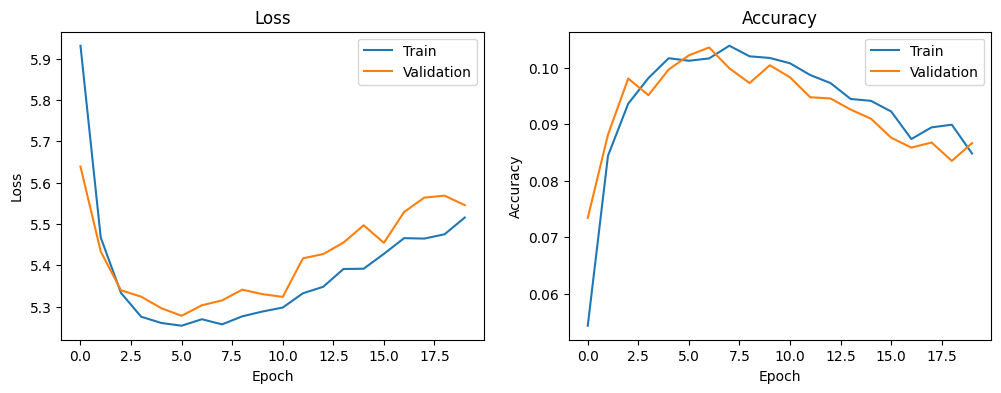 Loss
Train
Validation
5.9
5.8
5.7
5.6
5.5
5.4
5.3
Loss
0.0 2.5 5.0 7.5 10.0 12.5 15.0 17.5
Epoch
Accuracy
Train
Validation
0.10
0.09
0.08
0.07
0.06
Accuracy
0.0 2.5 5.0 7.5 10.0 12.5 15.0 17.5
Epoch